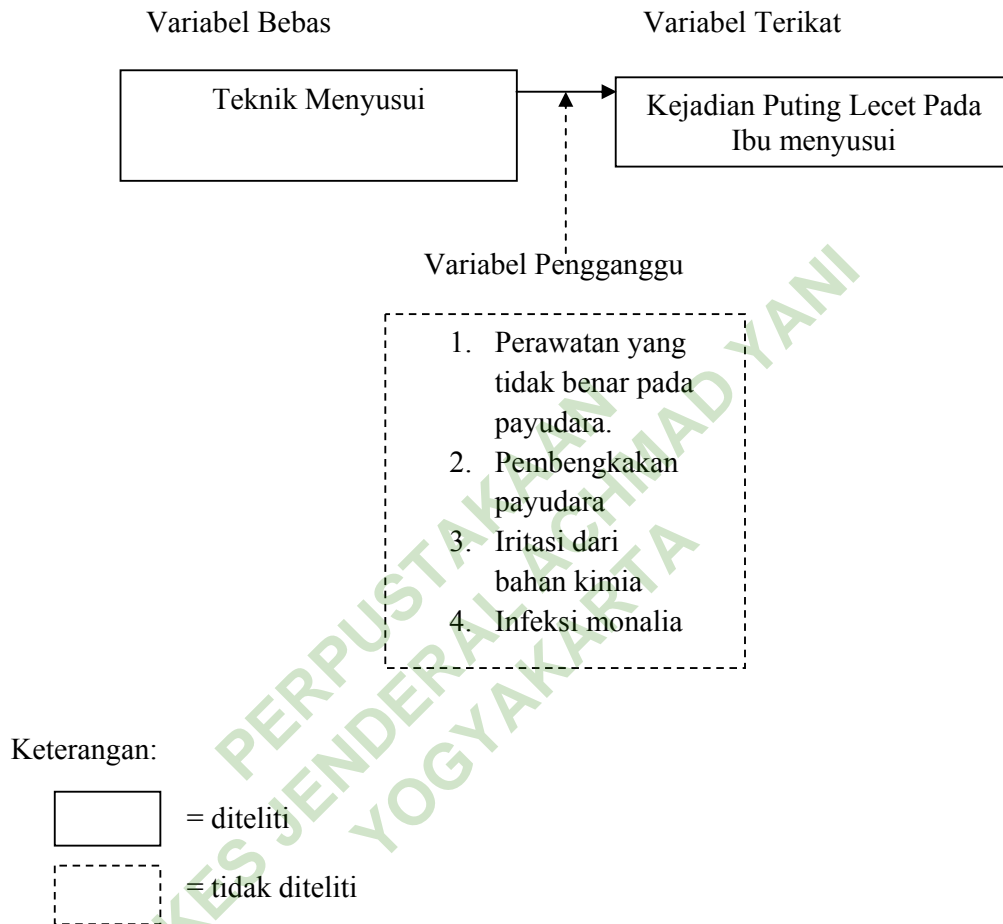 Variabel Bebas
Variabel Terikat
Teknik Menyusui
Kejadian Puting Lecet Pada
Ibu menyusui
Variabel Pengganggu
1. Perawatan yang
tidak benar pada
payudara.
2. Pembengkakan
payudara
3. Iritasi dari
bahan kimia
4. Infeksi monalia
Keterangan:
= diteliti
= tidak diteliti
PERPUSTAKAAN
KES JENDERAL ACHMAD YANI
YOGYAKARTA